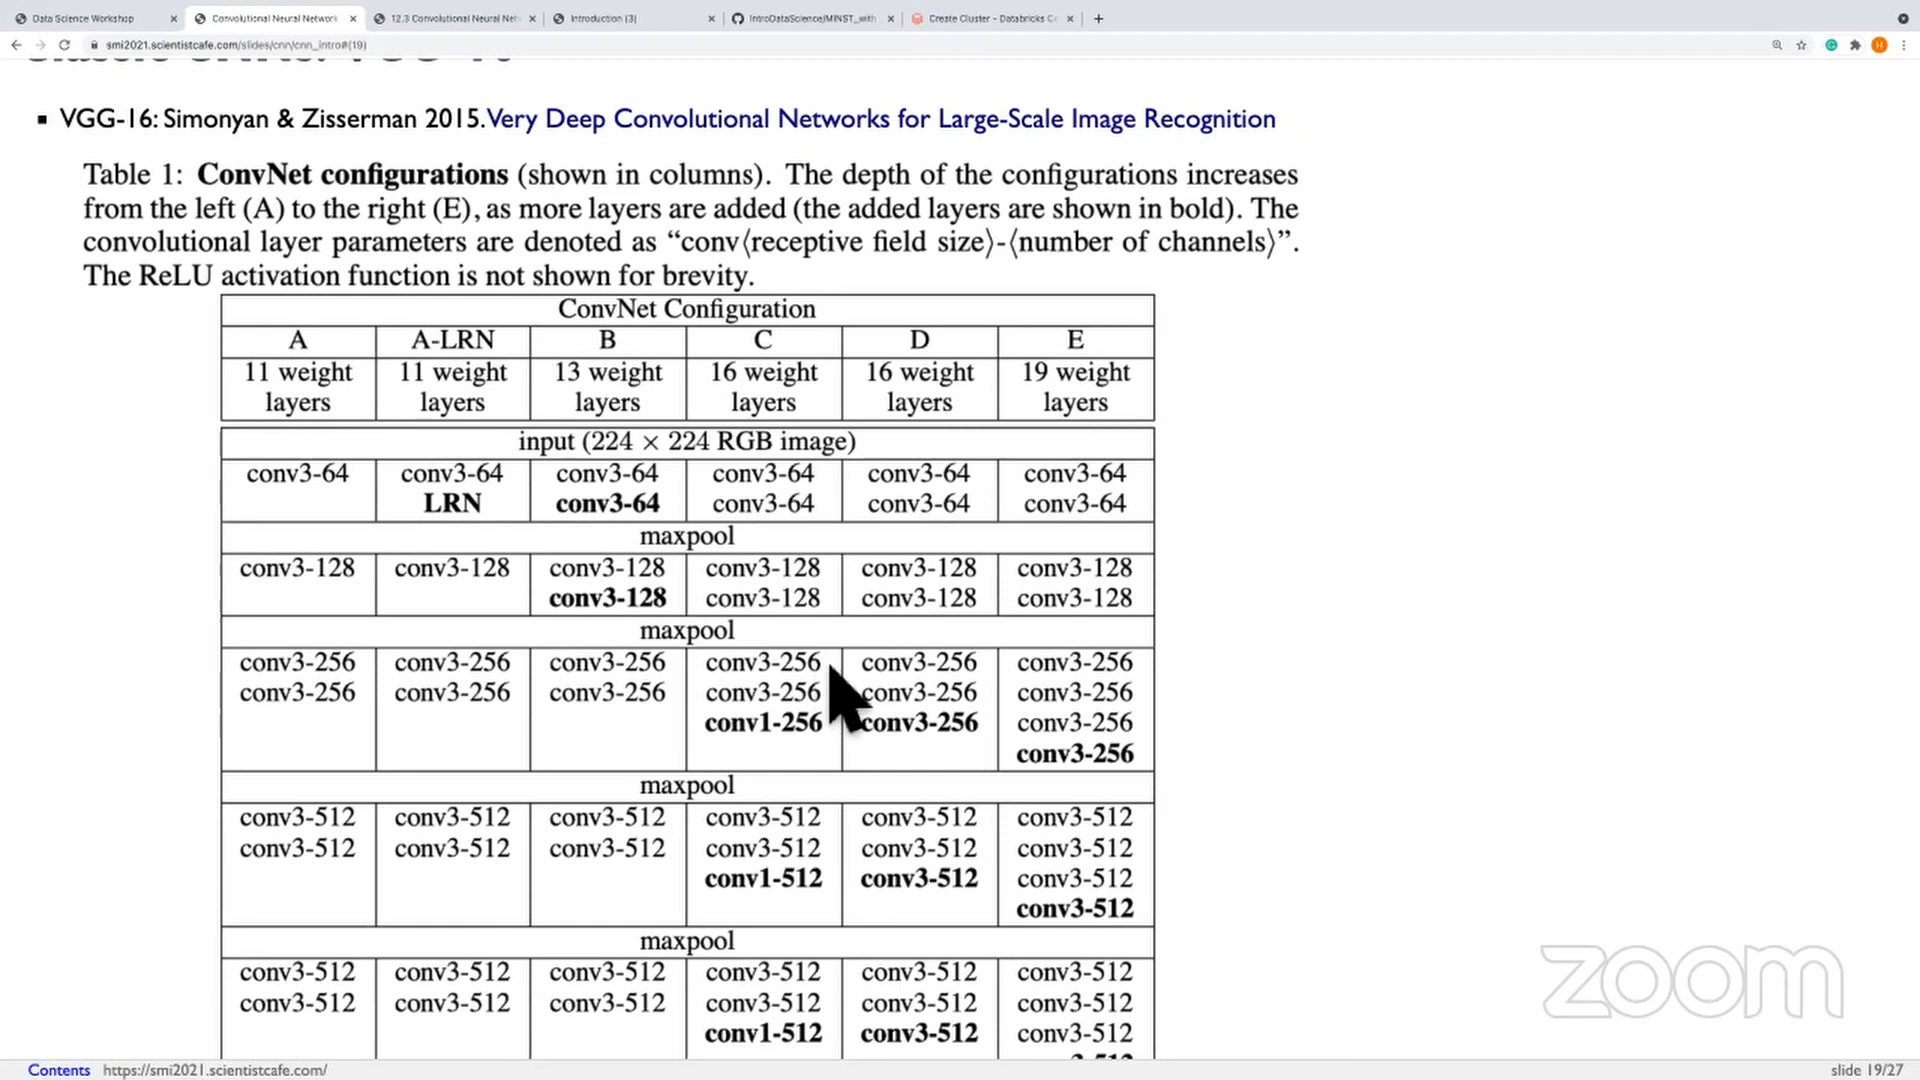 Data Science Workshop
Convolutional Neural Network
12.3 Convolutional Neural Net
Introduction (3)
IntroDataScience/MINST_with
Create Cluster - Databricks C
smi2021.scientistcafe.com/slides/cnn/cnn_intro#(19)
VGG-16: Simonyan & Zisserman 2015.Very Deep Convolutional Networks for Large-Scale Image Recognition
Table 1: ConvNet configurations (shown in columns). The depth of the configurations increases
from the left (A) to the right (E), as more layers are added (the added layers are shown in bold). The
convolutional layer parameters are denoted as “conv⟨receptive field size⟩-⟨number of channels⟩”.
The ReLU activation function is not shown for brevity.
ConvNet Configuration
A A-LRN B C D E
11 weight 11 weight 13 weight 16 weight 16 weight 19 weight
layers layers layers layers layers layers
input (224 × 224 RGB image)
conv3-64 conv3-64 conv3-64 conv3-64 conv3-64 conv3-64
LRN conv3-64 conv3-64 conv3-64 conv3-64
maxpool
conv3-128 conv3-128 conv3-128 conv3-128 conv3-128 conv3-128
conv3-128 conv3-128 conv3-128 conv3-128
maxpool
conv3-256 conv3-256 conv3-256 conv3-256 conv3-256 conv3-256
conv3-256 conv3-256 conv3-256 conv3-256 conv3-256 conv3-256
conv1-256 conv3-256 conv3-256
conv3-256
maxpool
conv3-512 conv3-512 conv3-512 conv3-512 conv3-512 conv3-512
conv3-512 conv3-512 conv3-512 conv3-512 conv3-512 conv3-512
conv1-512 conv3-512 conv3-512
conv3-512
maxpool
conv3-512 conv3-512 conv3-512 conv3-512 conv3-512 conv3-512
conv3-512 conv3-512 conv3-512 conv3-512 conv3-512 conv3-512
conv1-512 conv3-512 conv3-512
zoom
Contents https://smi2021.scientistcafe.com/ slide 19/27